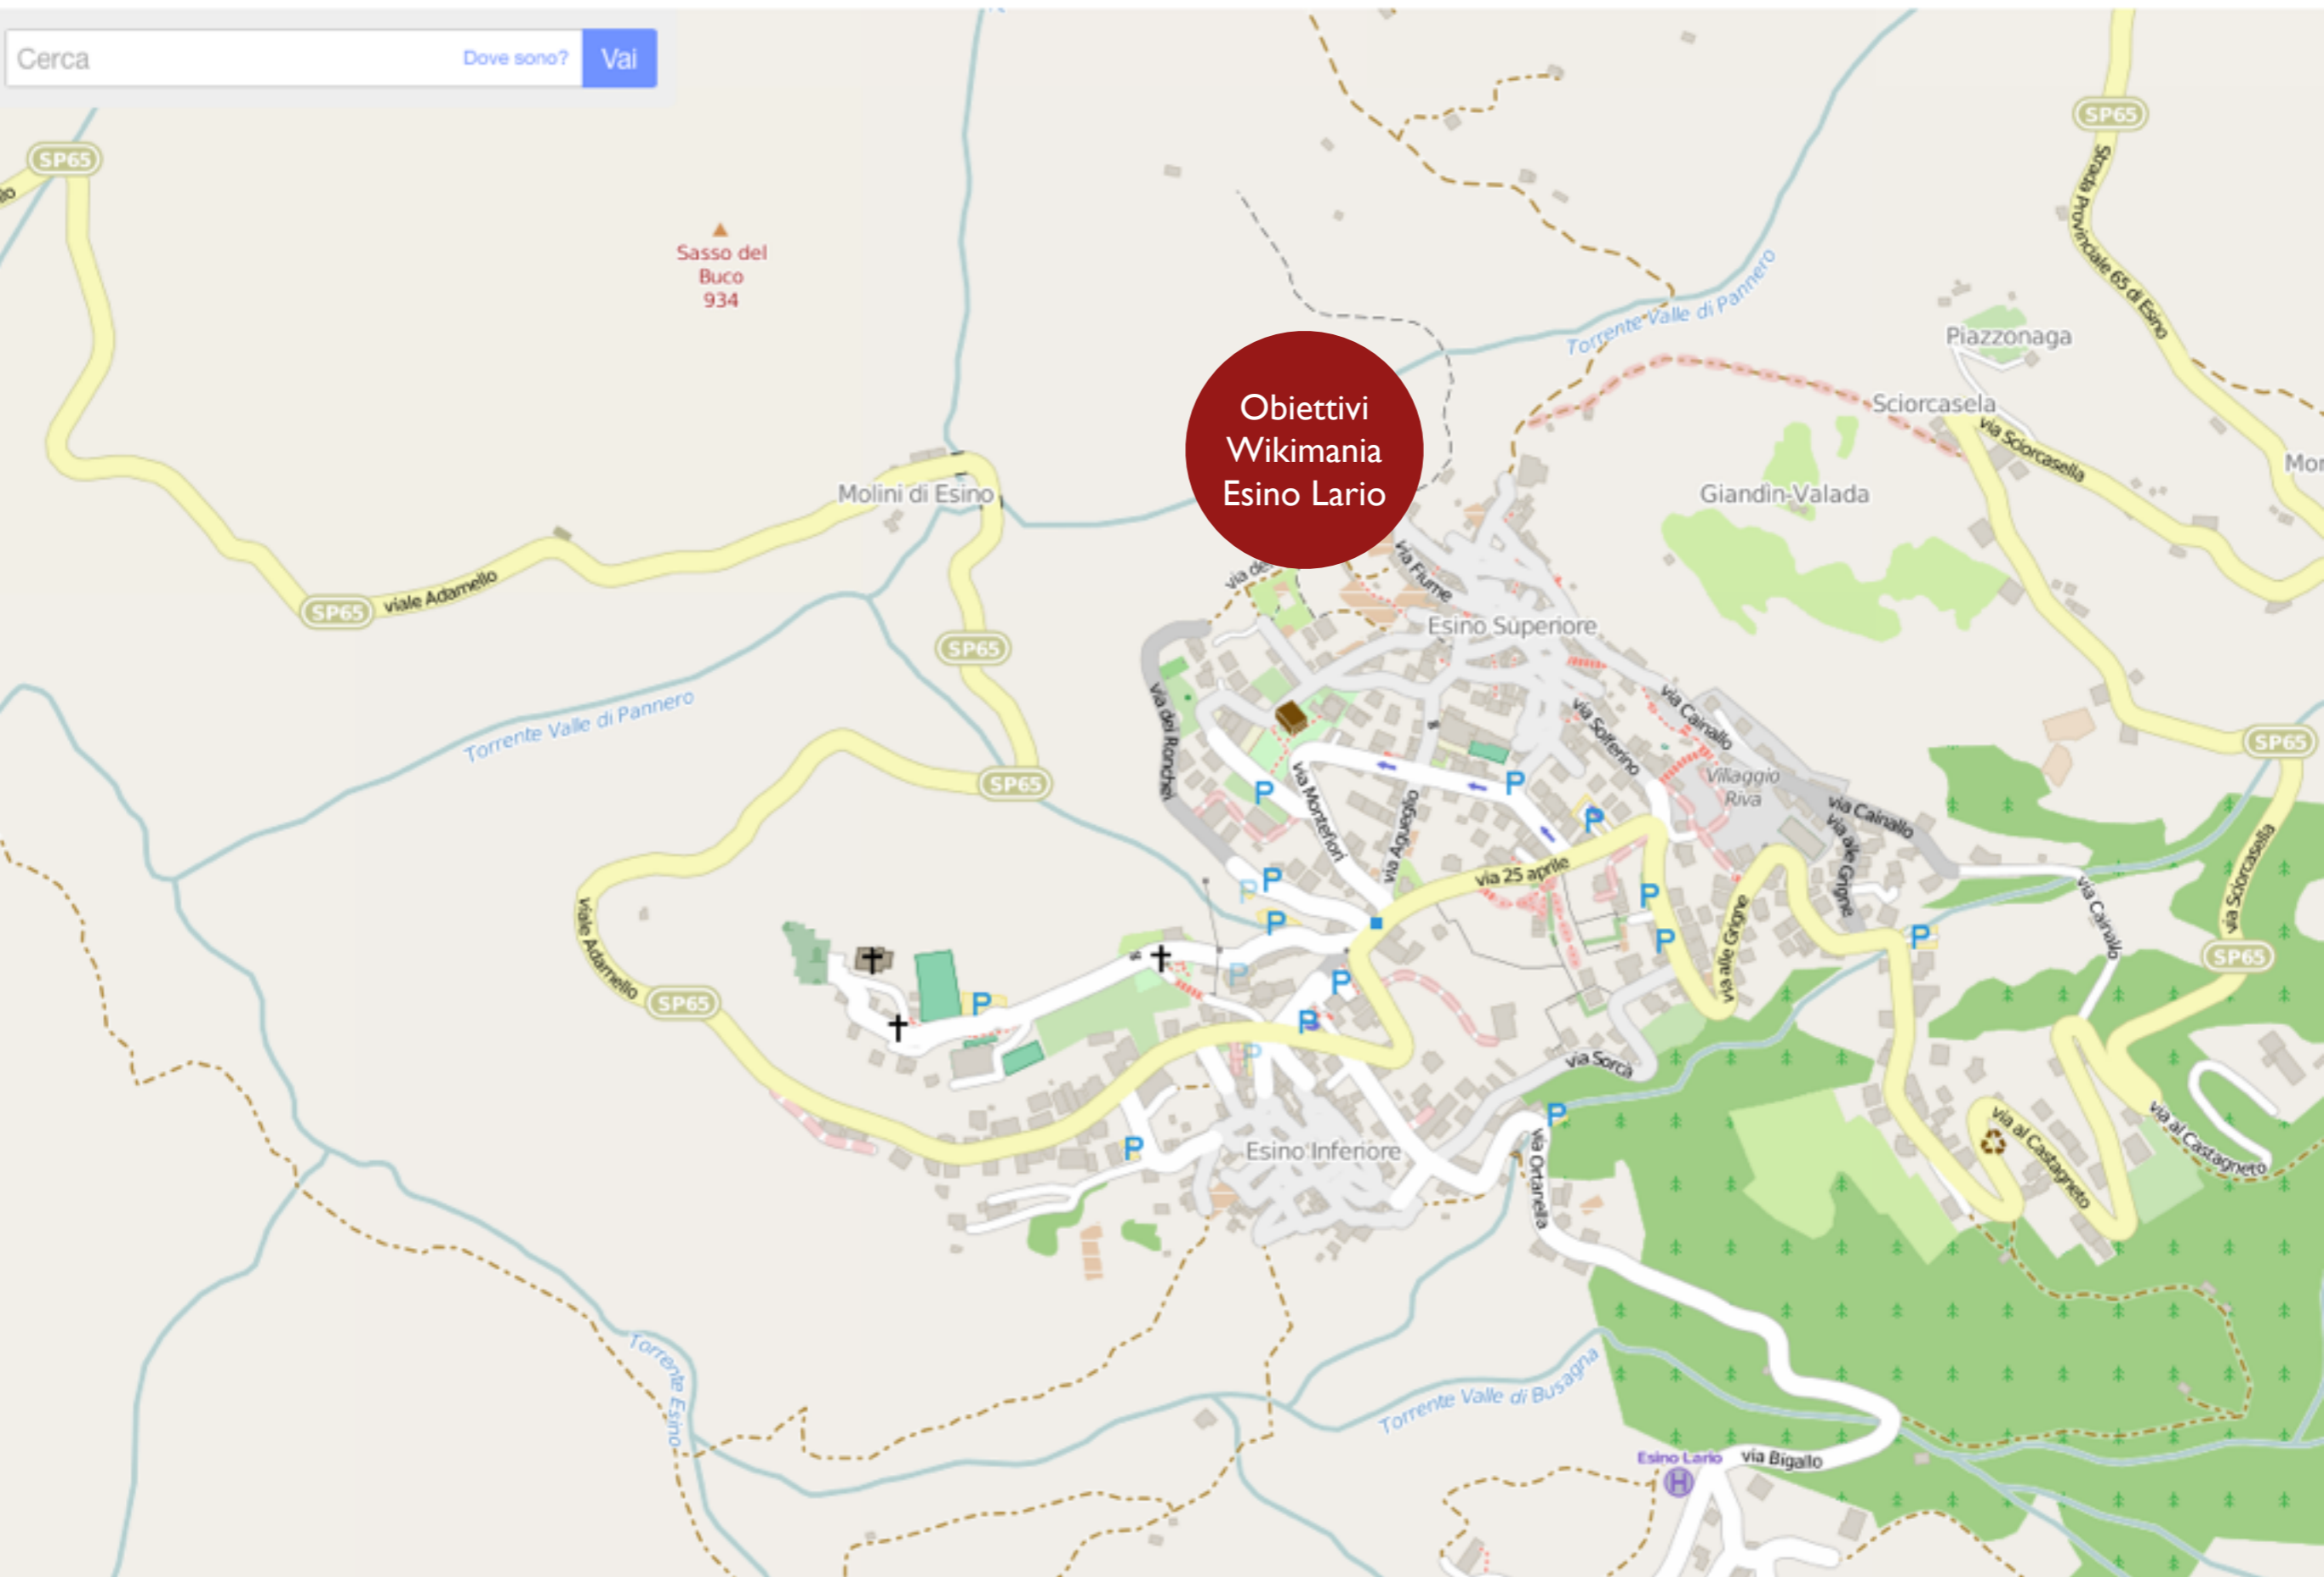 Cerca
Dove sono?
Vai
SP65
SP65
Strada Provinciale 65 di Esino
Sasso del
Buco
934
Torrente Valle di Pannero
Piazzonaga
Obiettivi
Wikimania
Esino Lario
Sciorcasela
via Sciorcasella
Molini di Esino
Giandin-Valada
via Fiume
viale Adamello
SP65
Esino Superiore
SP65
Torrente Valle di Pannero
via dei Ronchei
via Solferino
via Cainallo
SP65
SP65
Villaggio
Riva
P
P
P
via Montefiori
via Agueglio
via Cainallo
via alle Grigne
via 25 aprile
via Sciorcasella
P
P
P
P
P
P
P
via alle Grigne
via Cainallo
viale Adamello
SP65
SP65
P
P
P
P
P
via Sorca
P
P
Esino Inferiore
via Ortanella
via al Castagneto
via al Castagneto
Torrente Esino
Torrente Valle di Busagna
Esino Lario
H
via Bigallo